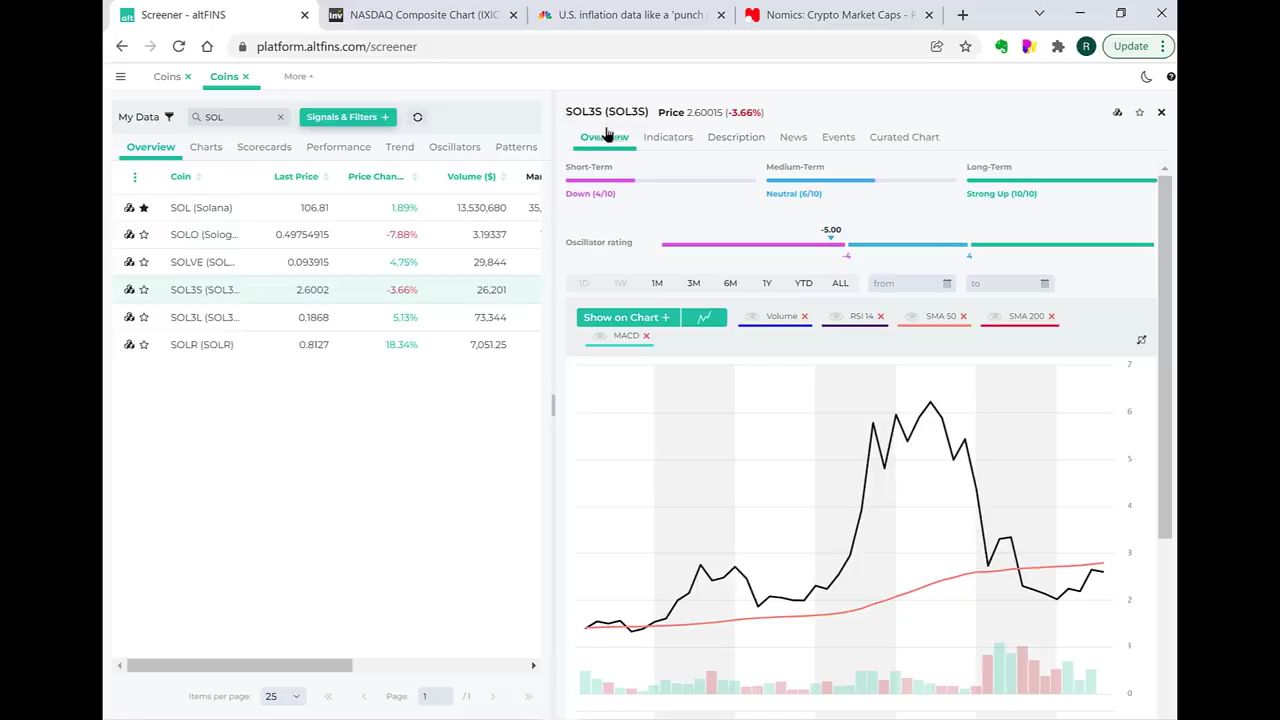 Screener - altFINS
NASDAQ Composite Chart (IXIC
U.S. inflation data like a 'punch
Nomics Crypto Market Caps - P
platform.altfins.com/screener
R
Update
Coins
Coins
More +
My Data
SOL
Signals & Filters +
Overview Charts Scorecards Performance Trend Oscillators Patterns
Coin Last Price Price Chan... Volume ($) Mar
SOL (Solana) 106.81 1.89% 13,530,680 35,
SOLO (Solog... 0.49754915 -7.88% 3.19337
SOLVE (SOL... 0.093915 4.75% 29,844
SOL3S (SOL3... 2.6002 -3.66% 26,201
SOL3L (SOL3... 0.1868 5.13% 73,344
SOLR (SOLR) 0.8127 18.34% 7,051.25
Items per page: 25 Page: 1 / 1
SOL3S (SOL3S) Price 2.60015 (-3.66%)
Overview Indicators Description News Events Curated Chart
Short-Term Medium-Term Long-Term
Down (4/10) Neutral (6/10) Strong Up (10/10)
-5.00
Oscillator rating
-4 4
1D 1W 1M 3M 6M 1Y YTD ALL from to
Show on Chart + Volume RSI 14 SMA 50 SMA 200
MACD
7
6
5
4
3
2
1
0